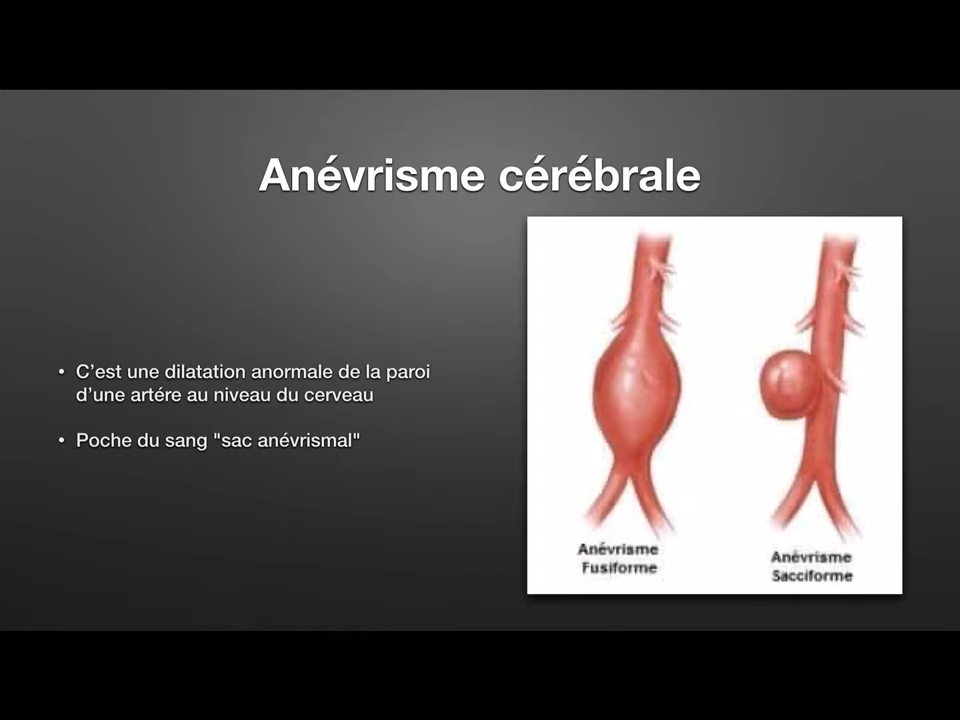 Anévrisme cérébrale
• C’est une dilatation anormale de la paroi
d’une artére au niveau du cerveau
• Poche du sang "sac anévrismal"
Anévrisme
Fusiforme
Anévrisme
Sacciforme